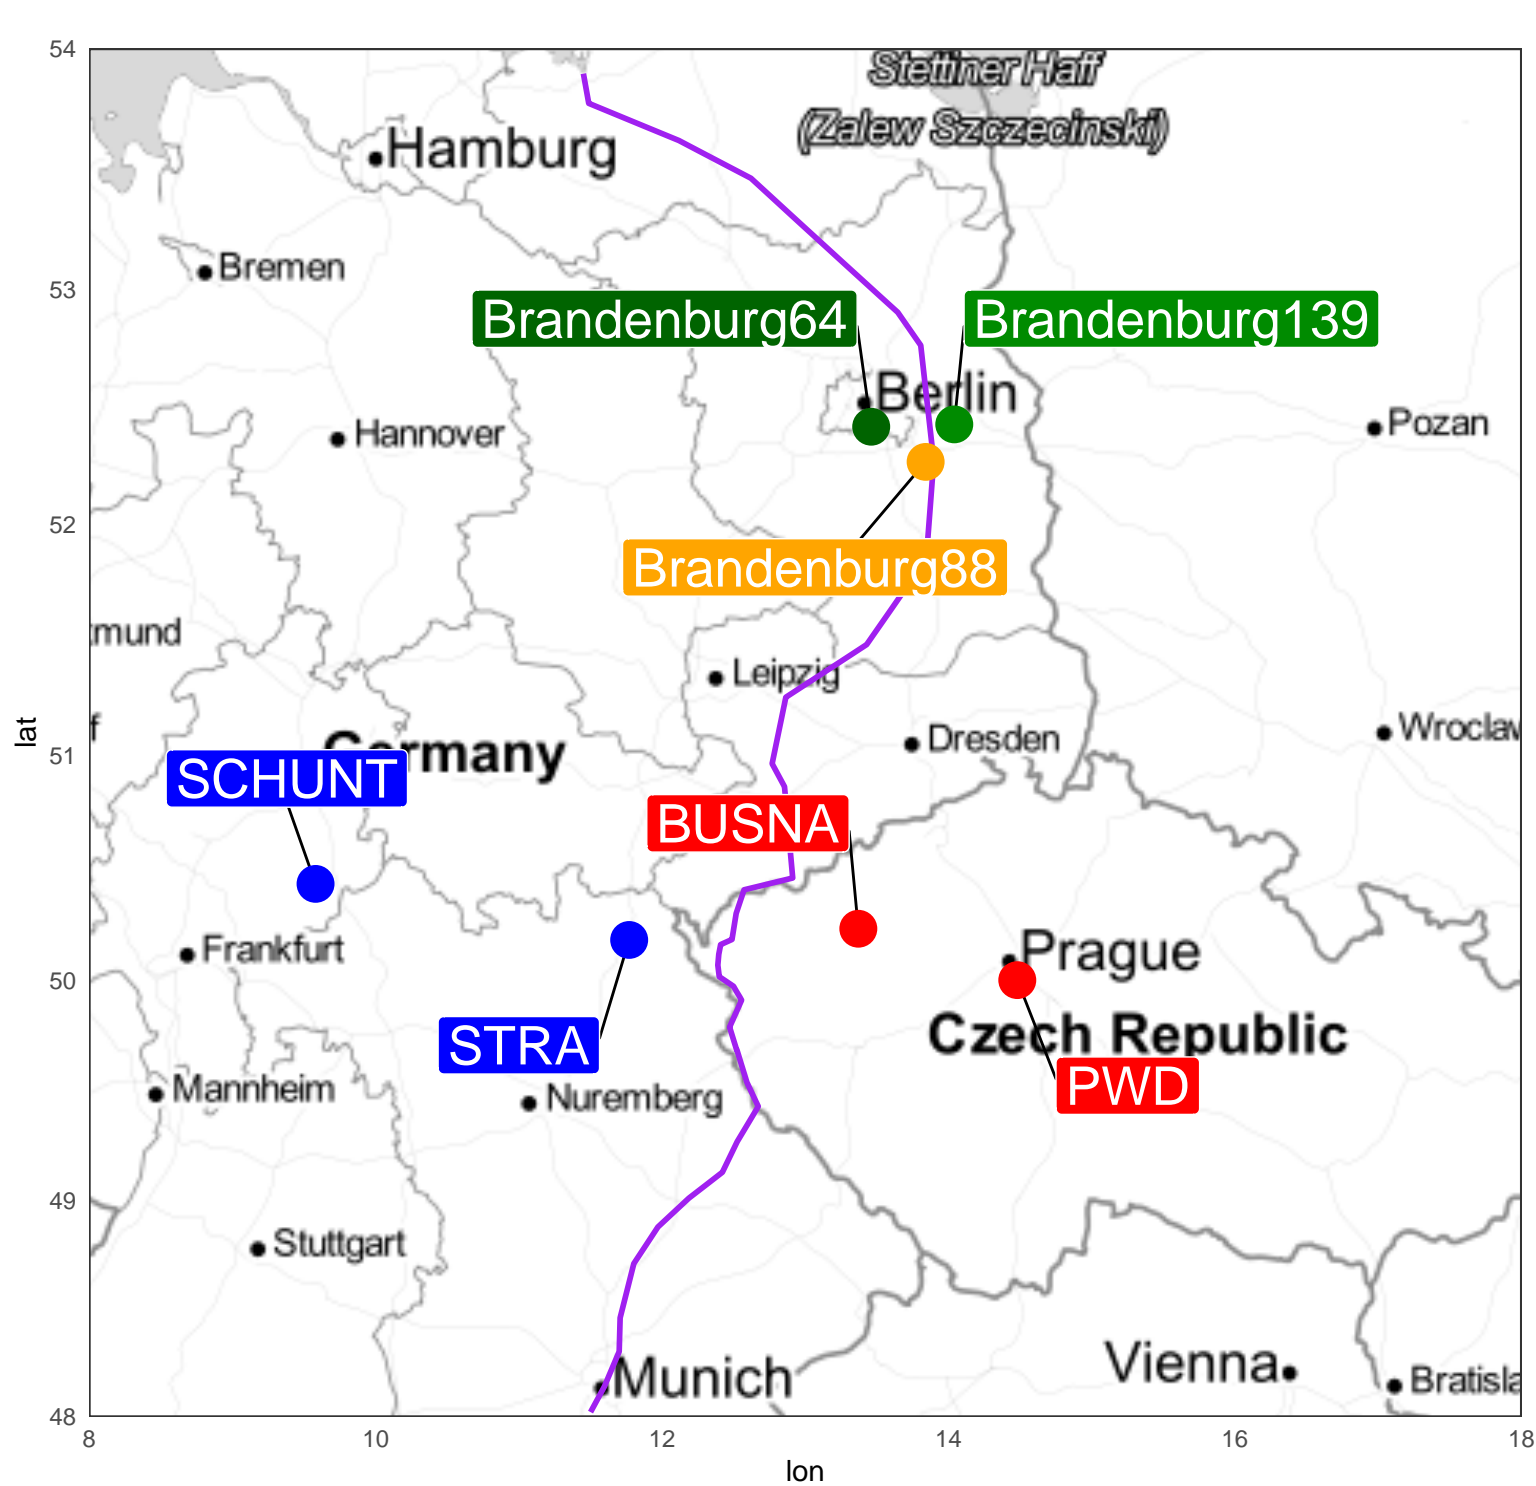 54
Stettiner Haff
(Zalew Szczecinski)
Hamburg
Bremen
53
Brandenburg64
Brandenburg139
Berlin
Hannover
Pozan
52
Brandenburg88
tmund
Leipzig
f
Wroclaw
Dresden
51
Germany
SCHUNT
lat
BUSNA
Frankfurt
Prague
50
Czech Republic
STRA
PWD
Mannheim
Nuremberg
49
Stuttgart
Vienna
Munich
Bratisla
48
8 10 12 14 16 18
lon